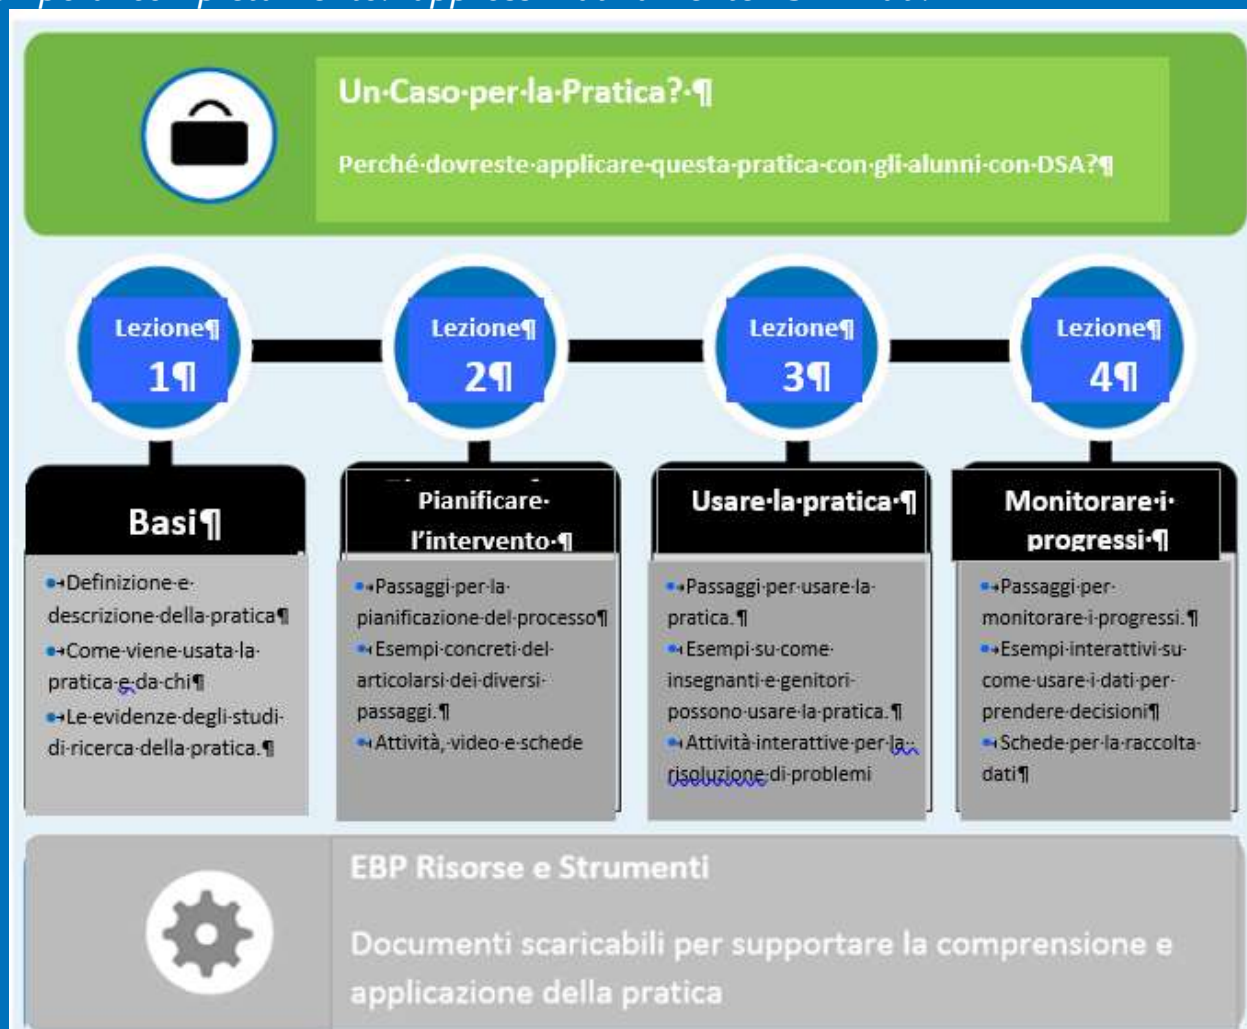 Un·Caso·per·la·Pratica?·¶
Perché·dovreste·applicare·questa·pratica·con·gli·alunni·con·DSA?¶
Lezione¶
1¶
Lezione¶
2¶
Lezione¶
3¶
Lezione¶
4¶
Basi¶
•→Definizione·e·
descrizione·della·pratica¶
•→Come·viene·usata·la·
pratica·e·da·chi¶
•→Le·evidenze·degli·studi·
di·ricerca·della·pratica.¶
Pianificare·
l'intervento·¶
•→Passaggi·per·la·
pianificazione·del·processo¶
•→Esempi·concreti·del·
articolarsi·dei·diversi·
passaggi.¶
•→Attività,·video·e·schede
Usare·la·pratica·¶
•→Passaggi·per·usare·la·
pratica.¶
•→Esempi·su·come·
insegnanti·e·genitori·
possono·usare·la·pratica.¶
•→Attività·interattive·per·la··
risoluzione·di·problemi
Monitorare·i·
progressi·¶
•→Passaggi·per·
monitorare·i·progressi.¶
•→Esempi·interattivi·su·
come·usare·i·dati·per·
prendere·decisioni¶
•→Schede·per·la·raccolta·
dati¶
EBP Risorse e Strumenti
Documenti scaricabili per supportare la comprensione e
applicazione della pratica